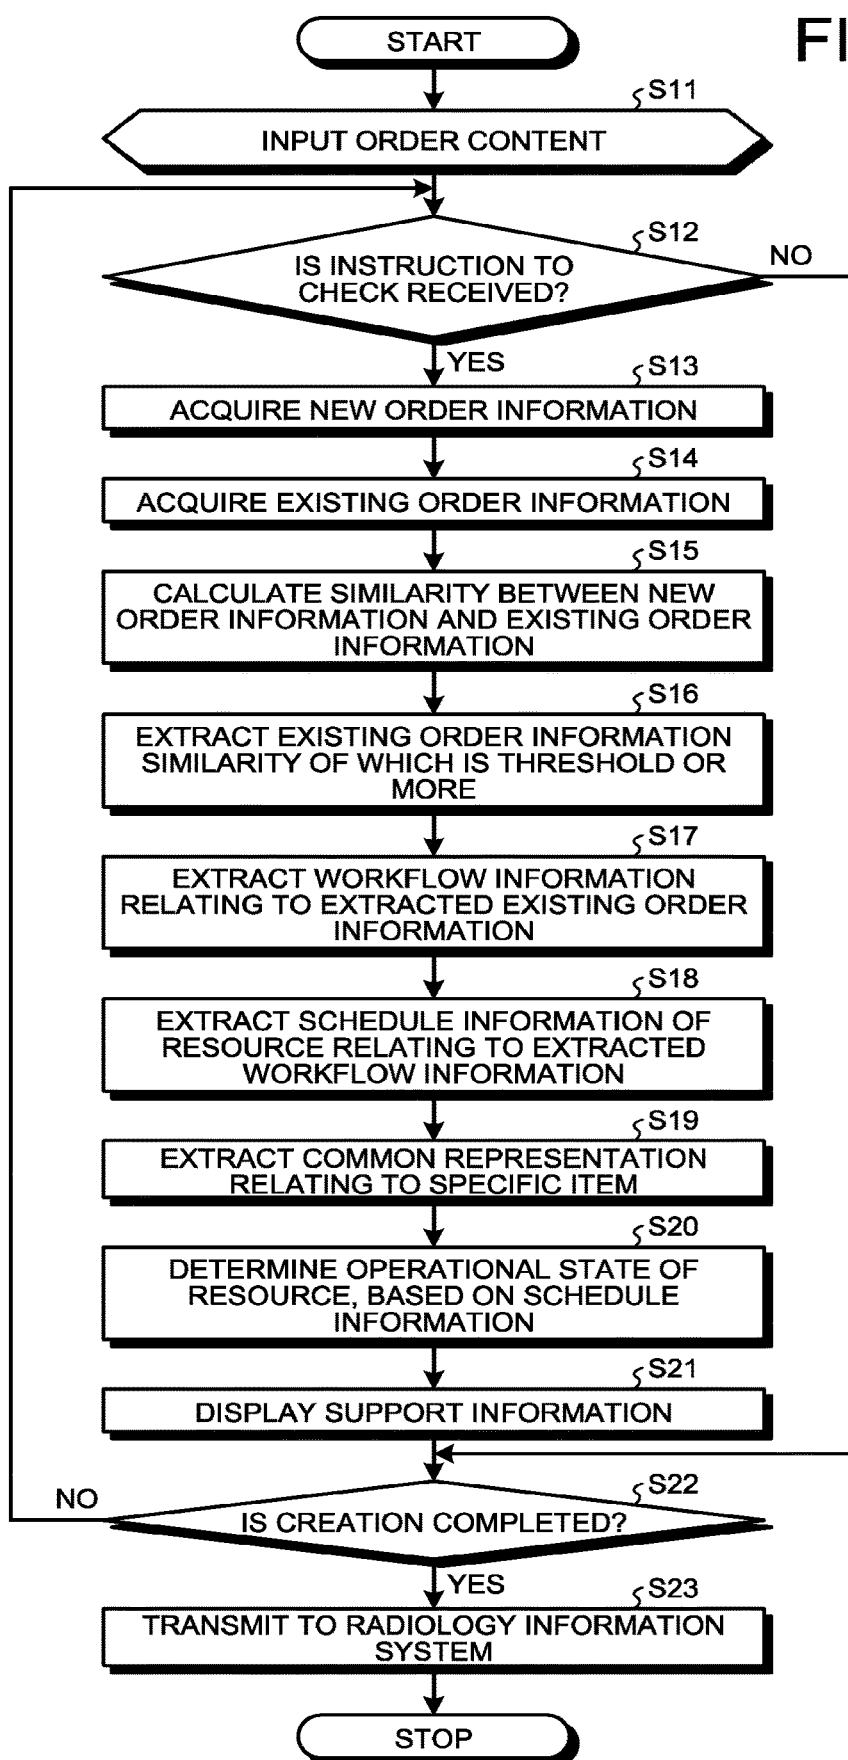 START
FI
S11
INPUT ORDER CONTENT
S12
IS INSTRUCTION TO
CHECK RECEIVED?
NO
YES
S13
ACQUIRE NEW ORDER INFORMATION
S14
ACQUIRE EXISTING ORDER INFORMATION
S15
CALCULATE SIMILARITY BETWEEN NEW
ORDER INFORMATION AND EXISTING ORDER
INFORMATION
S16
EXTRACT EXISTING ORDER INFORMATION
SIMILARITY OF WHICH IS THRESHOLD OR
MORE
S17
EXTRACT WORKFLOW INFORMATION
RELATING TO EXTRACTED EXISTING ORDER
INFORMATION
S18
EXTRACT SCHEDULE INFORMATION OF
RESOURCE RELATING TO EXTRACTED
WORKFLOW INFORMATION
S19
EXTRACT COMMON REPRESENTATION
RELATING TO SPECIFIC ITEM
S20
DETERMINE OPERATIONAL STATE OF
RESOURCE, BASED ON SCHEDULE
INFORMATION
S21
DISPLAY SUPPORT INFORMATION
S22
NO
IS CREATION COMPLETED?
YES
S23
TRANSMIT TO RADIOLOGY INFORMATION
SYSTEM
STOP